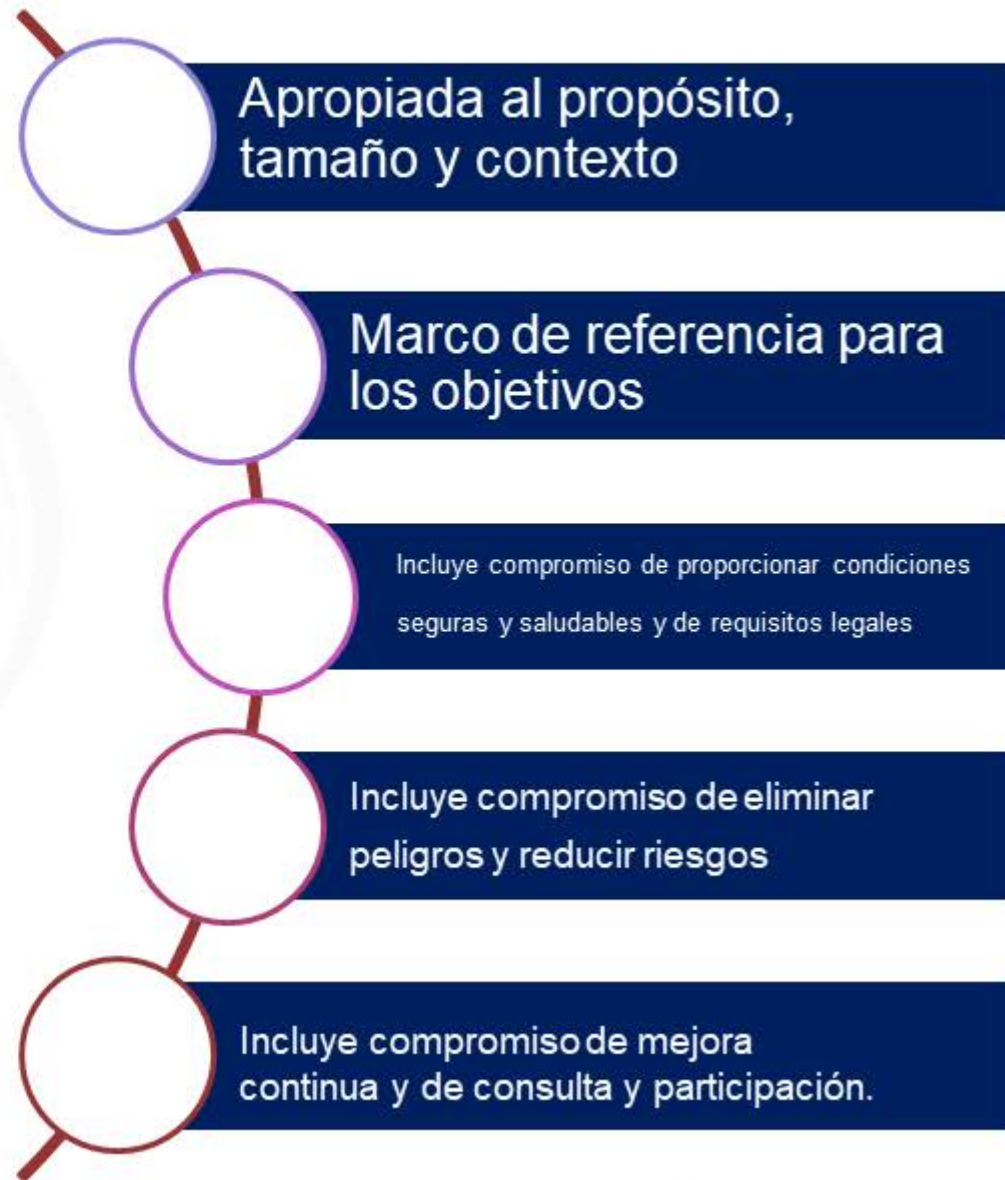 Apropiada al propósito,
tamaño y contexto
Marco de referencia para
los objetivos
Incluye compromiso de proporcionar condiciones
seguras y saludables y de requisitos legales
Incluye compromiso de eliminar
peligros y reducir riesgos
Incluye compromiso de mejora
continua y de consulta y participación.